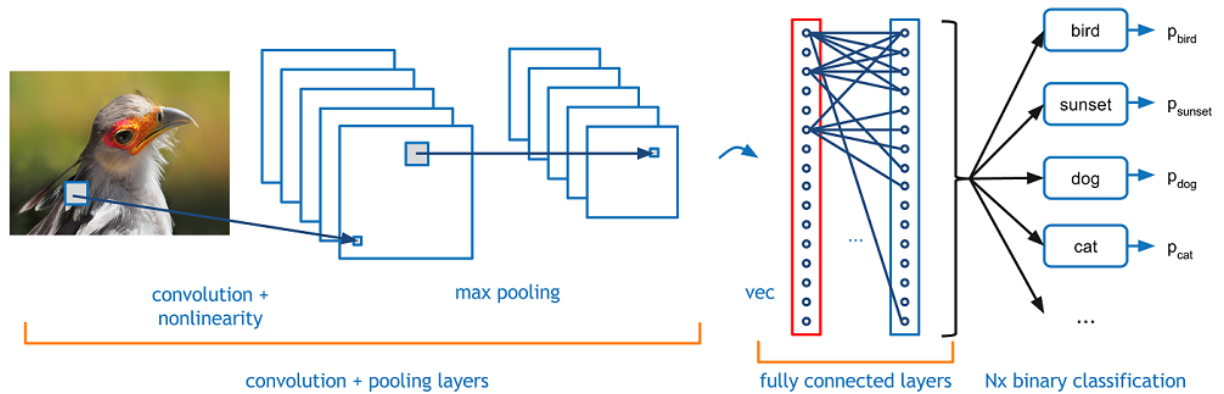 bird
p_bird
sunset
p_sunset
dog
p_dog
cat
p_cat
...
...
convolution +
nonlinearity
max pooling
vec
convolution + pooling layers
fully connected layers
Nx binary classification